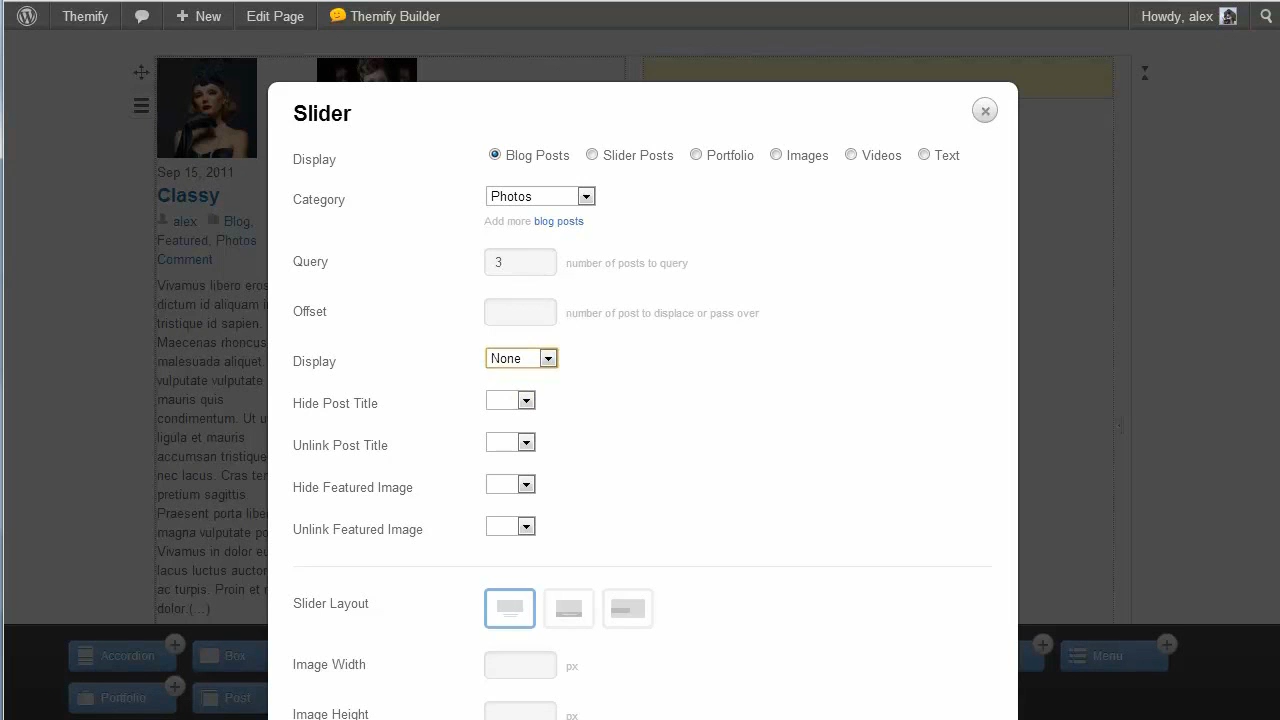 Themify
New
Edit Page
Themify Builder
Howdy, alex
Slider
Display
Blog Posts
Slider Posts
Portfolio
Images
Videos
Text
Category
Photos
Add more blog posts
Query
3
number of posts to query
Offset
number of post to displace or pass over
Display
None
Hide Post Title
Unlink Post Title
Hide Featured Image
Unlink Featured Image
Slider Layout
Image Width
px
Image Height
px
Sep 15, 2011
Classy
alex Blog,
Featured, Photos
Comment
Vivamus libero eros
dictum id aliquam
tristique id sapien.
Maecenas rhoncus
malesuada aliquet.
vulputate vulputate
mauris quis
condimentum. Ut
ligula et mauris
accumsan tristique
nec lacus. Cras
pretium sagittis.
Praesent porta
magna vulputate
Vivamus in dolor
lacus luctus
ac turpis. Proin et
dolor (...)
Accordion
Box
Menu
Portfolio
Post